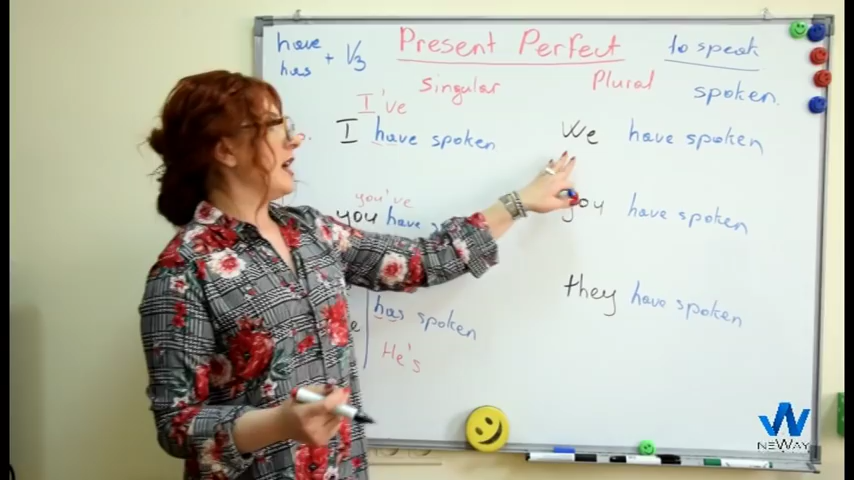 have
has + √3
Present Perfect
to speak
Singular
Plural
spoken.
I've
I have spoken
We have spoken
you've
you have
you have spoken
they have spoken
has spoken
He's
NEWAY